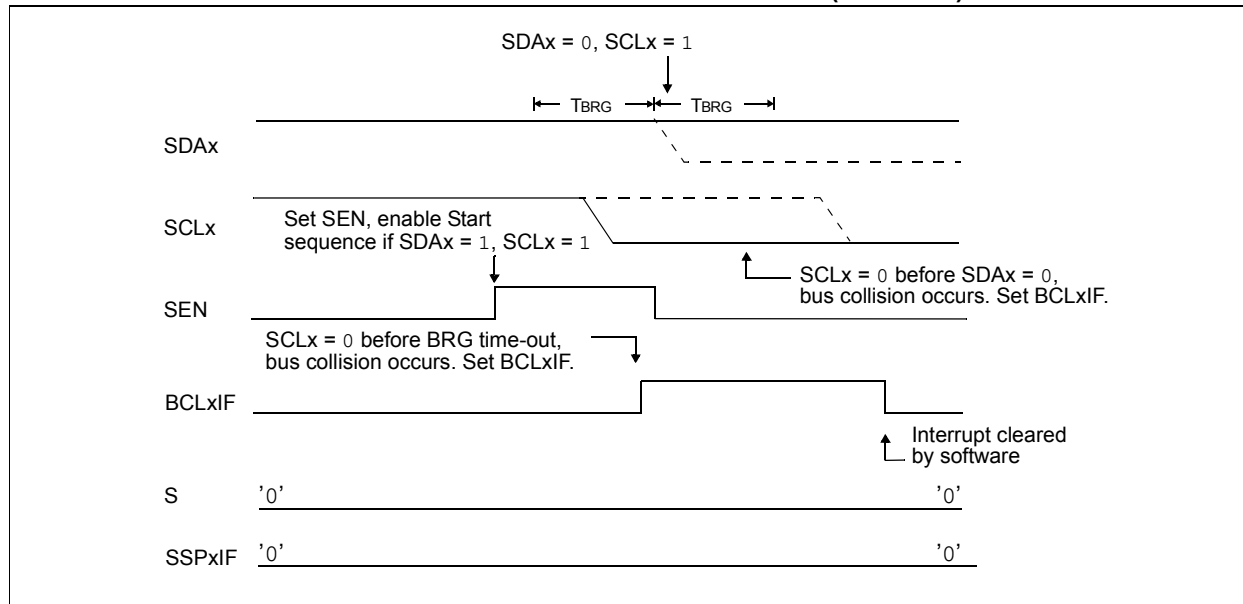 SDAx = 0, SCLx = 1
TBRG TBRG
SDAx
SCLx
Set SEN, enable Start
sequence if SDAx = 1, SCLx = 1
SCLx = 0 before SDAx = 0,
bus collision occurs. Set BCLxIF.
SEN
SCLx = 0 before BRG time-out,
bus collision occurs. Set BCLxIF.
BCLxIF
Interrupt cleared
by software
S '0' '0'
SSPxIF '0' '0'